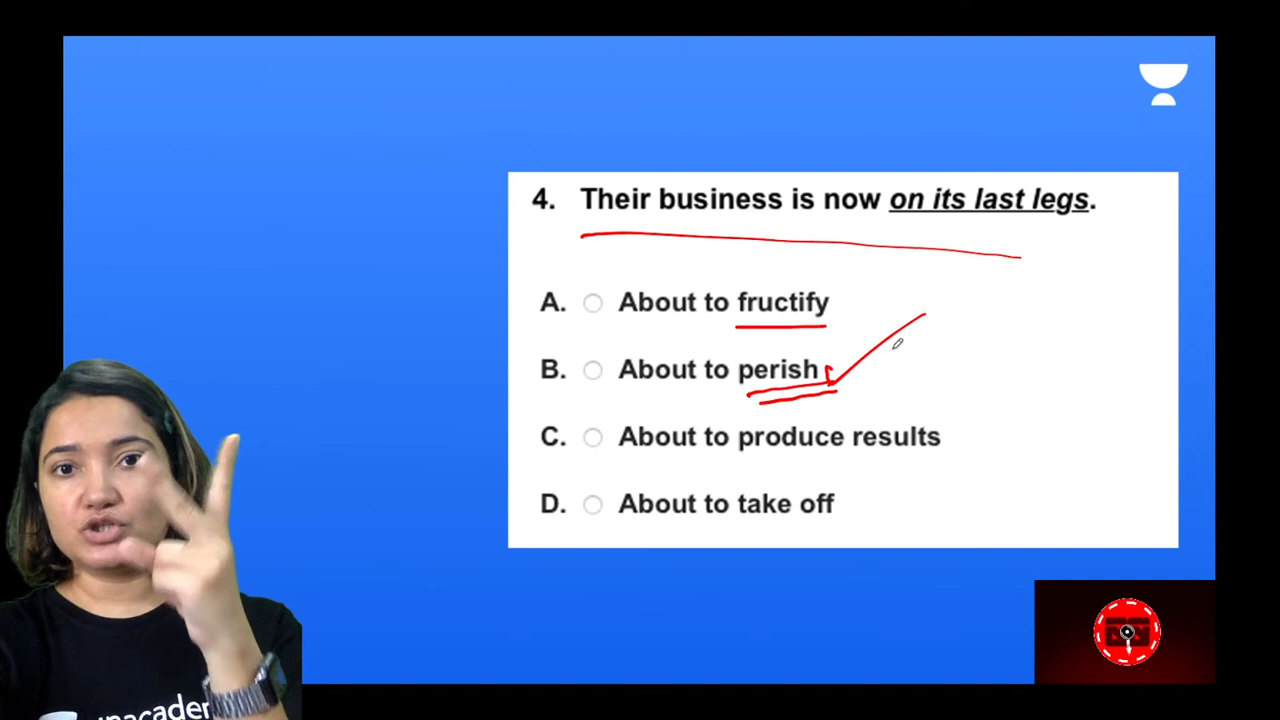 4. Their business is now on its last legs.
A. About to fructify
B. About to perish
C. About to produce results
D. About to take off